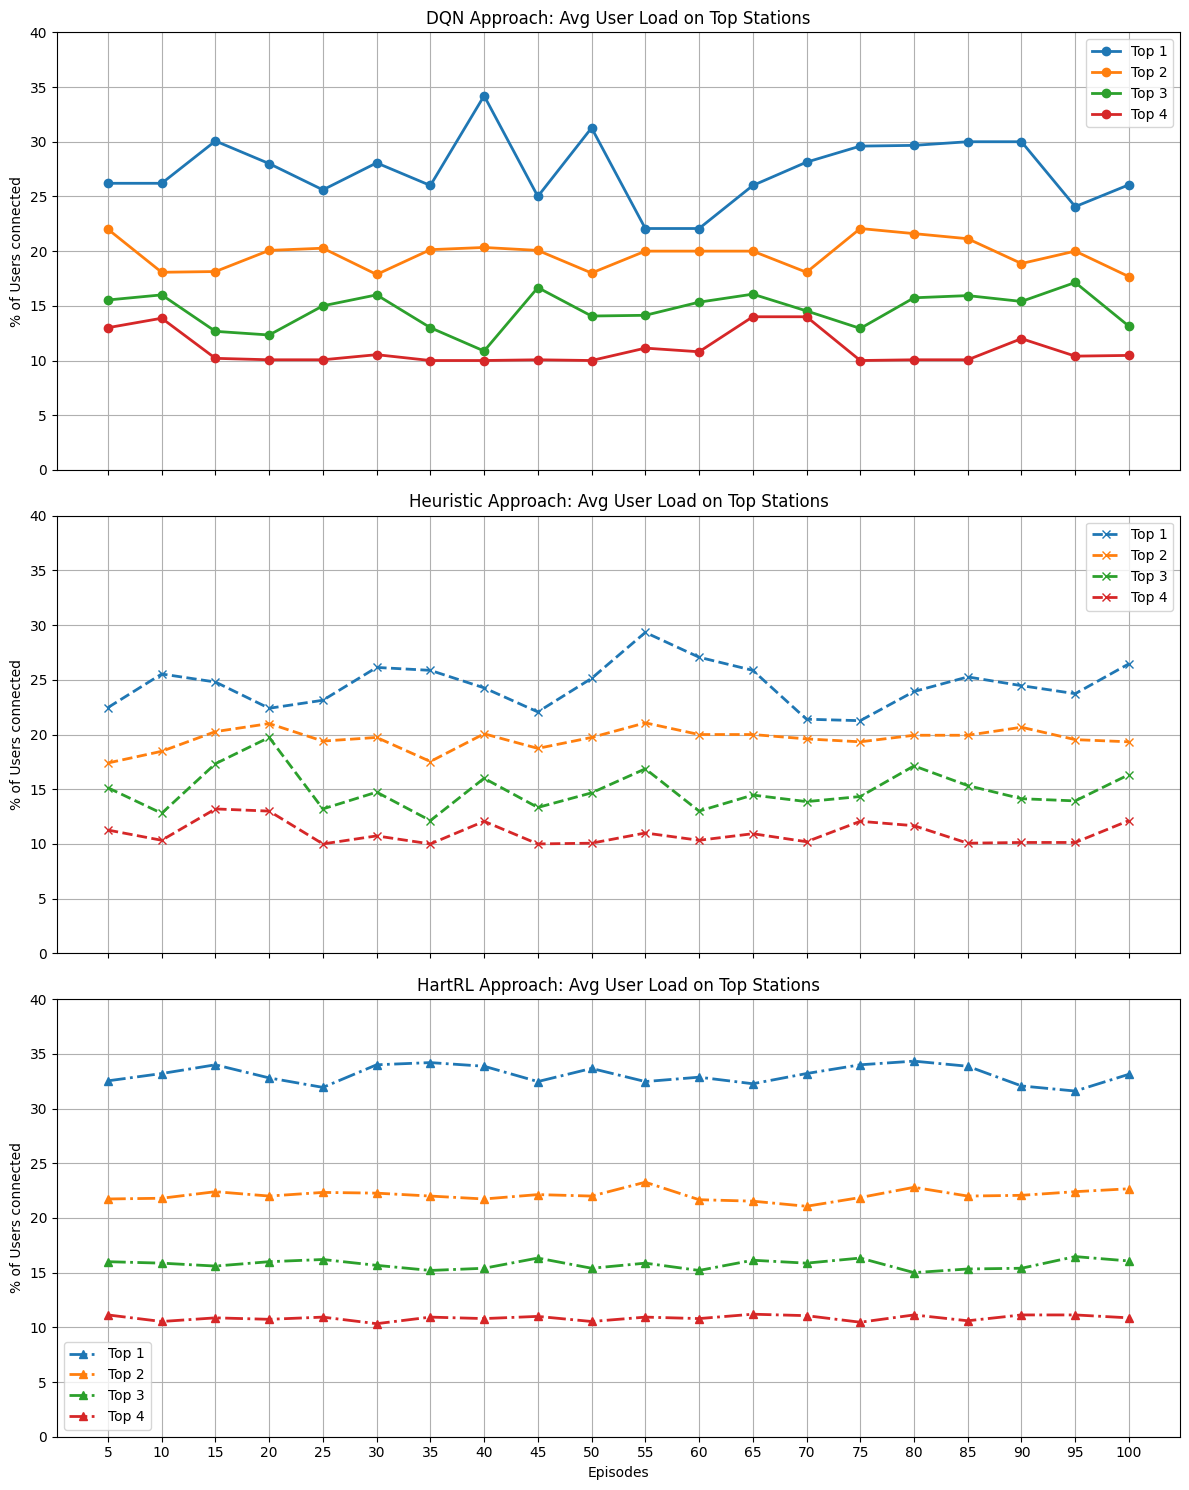 DQN Approach: Avg User Load on Top Stations
40
35
30
25
20
15
10
5
0
% of Users connected
Top 1
Top 2
Top 3
Top 4
Heuristic Approach: Avg User Load on Top Stations
40
35
30
25
20
15
10
5
0
% of Users connected
Top 1
Top 2
Top 3
Top 4
HartRL Approach: Avg User Load on Top Stations
40
35
30
25
20
15
10
5
0
% of Users connected
Top 1
Top 2
Top 3
Top 4
5 10 15 20 25 30 35 40 45 50 55 60 65 70 75 80 85 90 95 100
Episodes